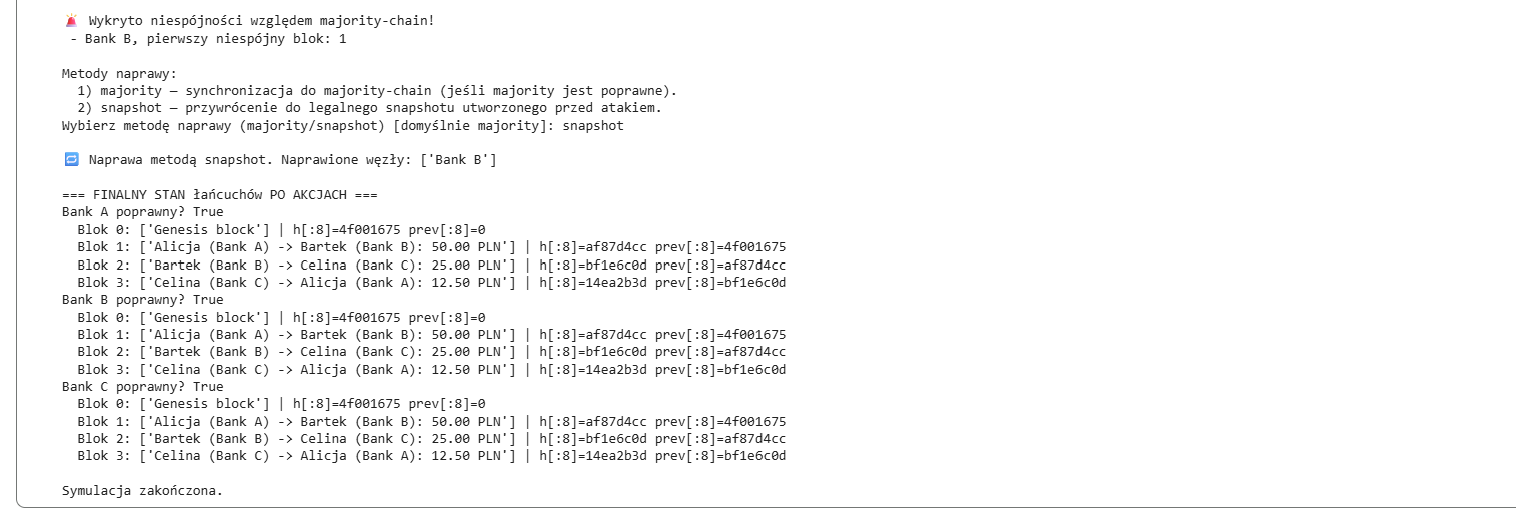 🚨 Wykryto niespójności względem majority-chain!
- Bank B, pierwszy niespójny blok: 1
Metody naprawy:
1) majority — synchronizacja do majority-chain (jeśli majority jest poprawne).
2) snapshot — przywrócenie do legalnego snapshotu utworzonego przed atakiem.
Wybierz metodę naprawy (majority/snapshot) [domyślnie majority]: snapshot
🔁 Naprawa metodą snapshot. Naprawione węzły: ['Bank B']
=== FINALNY STAN łańcuchów PO AKCJACH ===
Bank A poprawny? True
Blok 0: ['Genesis block'] | h[:8]=4f001675 prev[:8]=0
Blok 1: ['Alicja (Bank A) -> Bartek (Bank B): 50.00 PLN'] | h[:8]=af87d4cc prev[:8]=4f001675
Blok 2: ['Bartek (Bank B) -> Celina (Bank C): 25.00 PLN'] | h[:8]=bf1e6c0d prev[:8]=af87d4cc
Blok 3: ['Celina (Bank C) -> Alicja (Bank A): 12.50 PLN'] | h[:8]=14ea2b3d prev[:8]=bf1e6c0d
Bank B poprawny? True
Blok 0: ['Genesis block'] | h[:8]=4f001675 prev[:8]=0
Blok 1: ['Alicja (Bank A) -> Bartek (Bank B): 50.00 PLN'] | h[:8]=af87d4cc prev[:8]=4f001675
Blok 2: ['Bartek (Bank B) -> Celina (Bank C): 25.00 PLN'] | h[:8]=bf1e6c0d prev[:8]=af87d4cc
Blok 3: ['Celina (Bank C) -> Alicja (Bank A): 12.50 PLN'] | h[:8]=14ea2b3d prev[:8]=bf1e6c0d
Bank C poprawny? True
Blok 0: ['Genesis block'] | h[:8]=4f001675 prev[:8]=0
Blok 1: ['Alicja (Bank A) -> Bartek (Bank B): 50.00 PLN'] | h[:8]=af87d4cc prev[:8]=4f001675
Blok 2: ['Bartek (Bank B) -> Celina (Bank C): 25.00 PLN'] | h[:8]=bf1e6c0d prev[:8]=af87d4cc
Blok 3: ['Celina (Bank C) -> Alicja (Bank A): 12.50 PLN'] | h[:8]=14ea2b3d prev[:8]=bf1e6c0d
Symulacja zakończona.